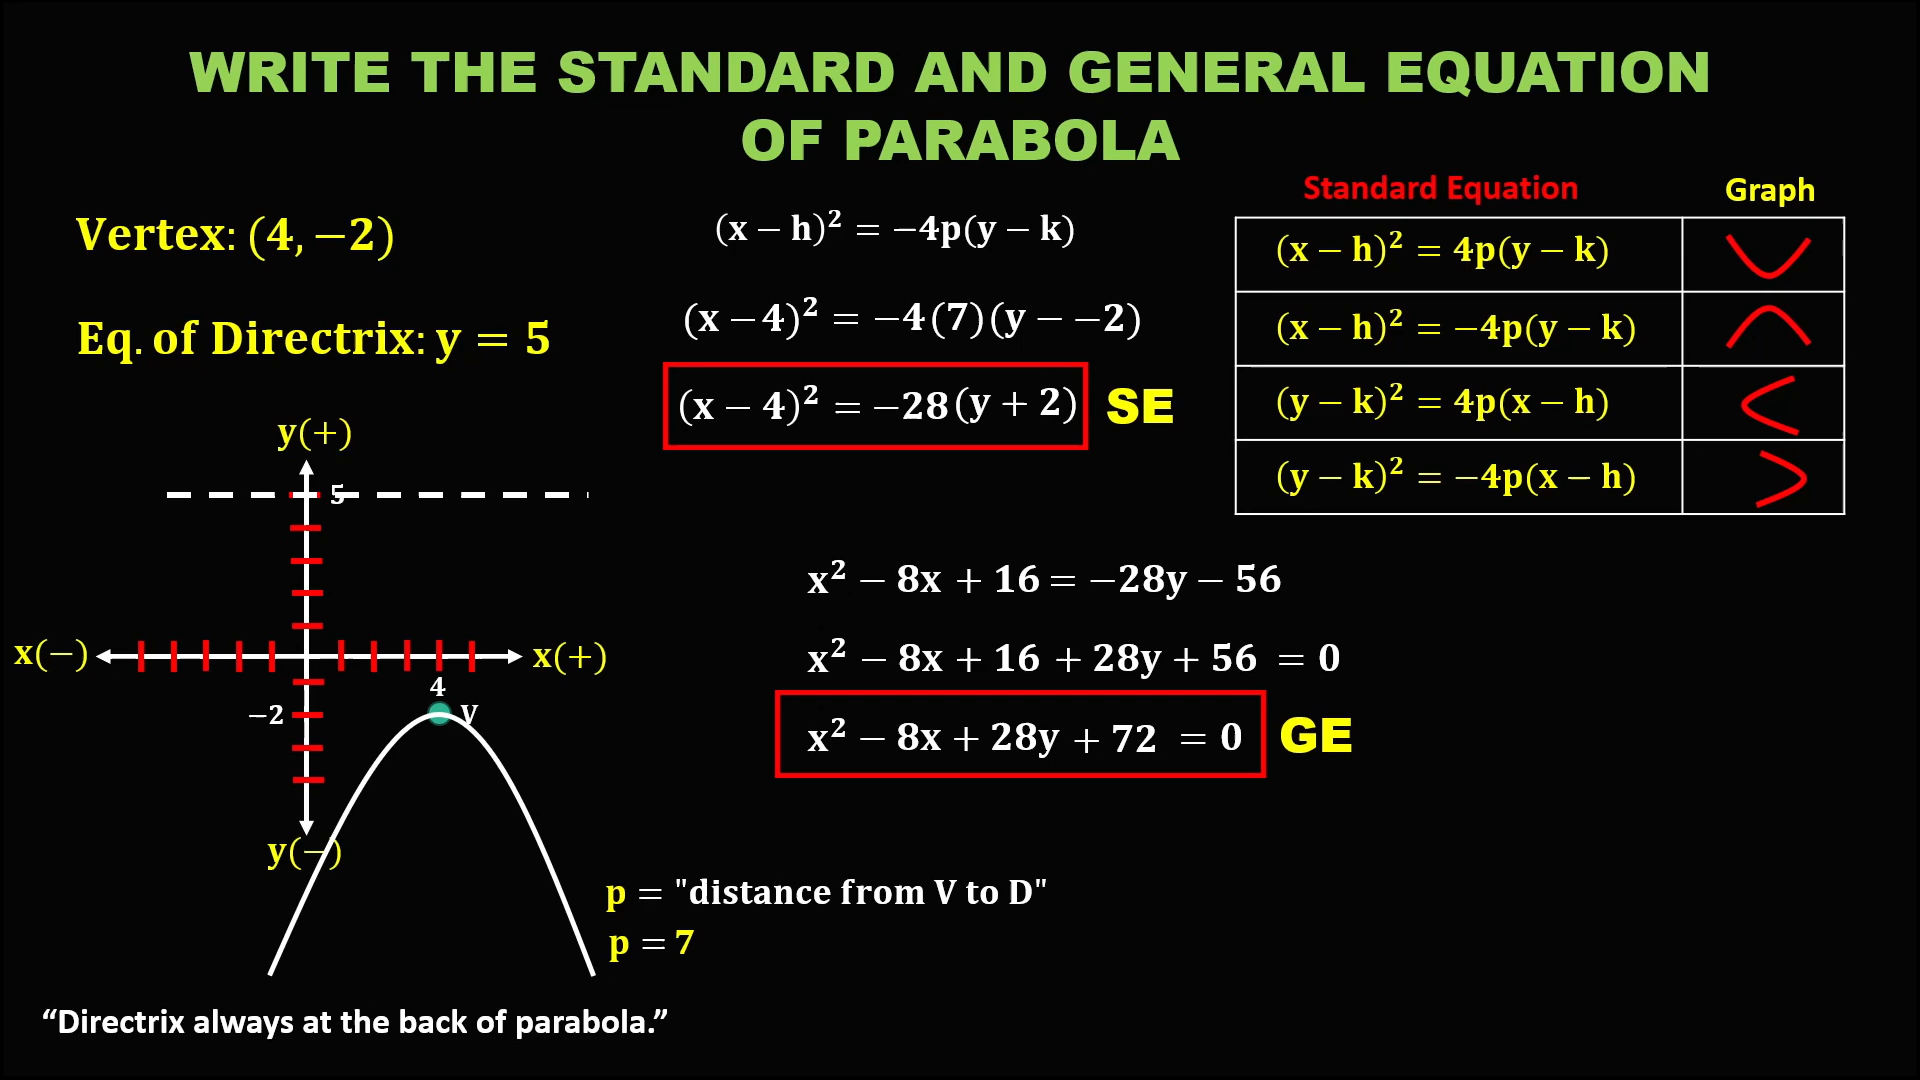 WRITE THE STANDARD AND GENERAL EQUATION
OF PARABOLA
Vertex: (4, −2)
Eq. of Directrix: y = 5
y(+)
5
x(−)
x(+)
4
−2
V
y(−)
(x − h)² = −4p(y − k)
(x − 4)² = −4(7)(y − −2)
(x − 4)² = −28(y + 2) SE
Standard Equation Graph
(x − h)² = 4p(y − k)
(x − h)² = −4p(y − k)
(y − k)² = 4p(x − h)
(y − k)² = −4p(x − h)
x² − 8x + 16 = −28y − 56
x² − 8x + 16 + 28y + 56 = 0
x² − 8x + 28y + 72 = 0 GE
p = "distance from V to D"
p = 7
“Directrix always at the back of parabola.”